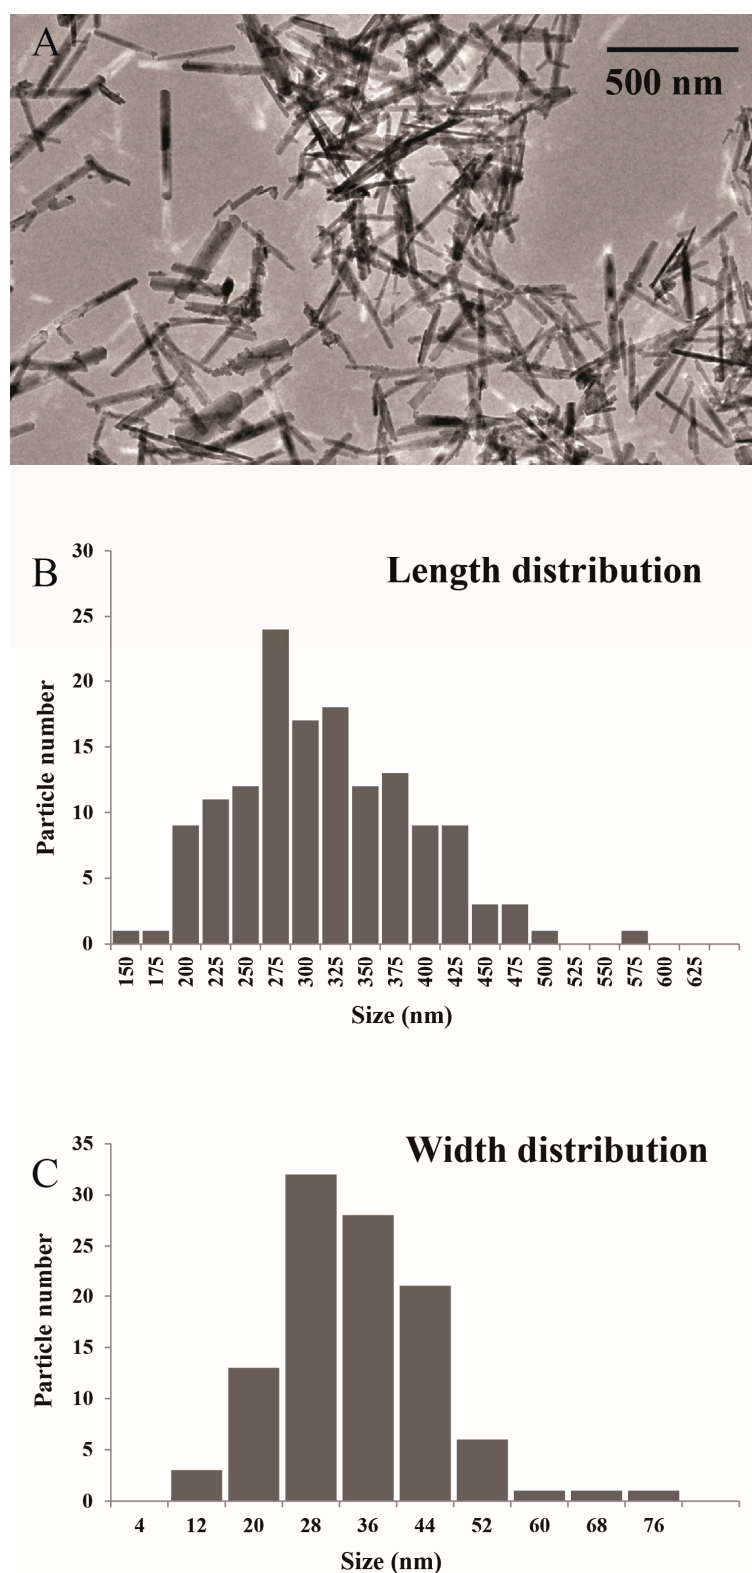 A
500 nm
B
Length distribution
Particle number
30
25
20
15
10
5
0
150 175 200 225 250 275 300 325 350 375 400 425 450 475 500 525 550 575 600 625
Size (nm)
C
Width distribution
Particle number
35
30
25
20
15
10
5
0
4 12 20 28 36 44 52 60 68 76
Size (nm)